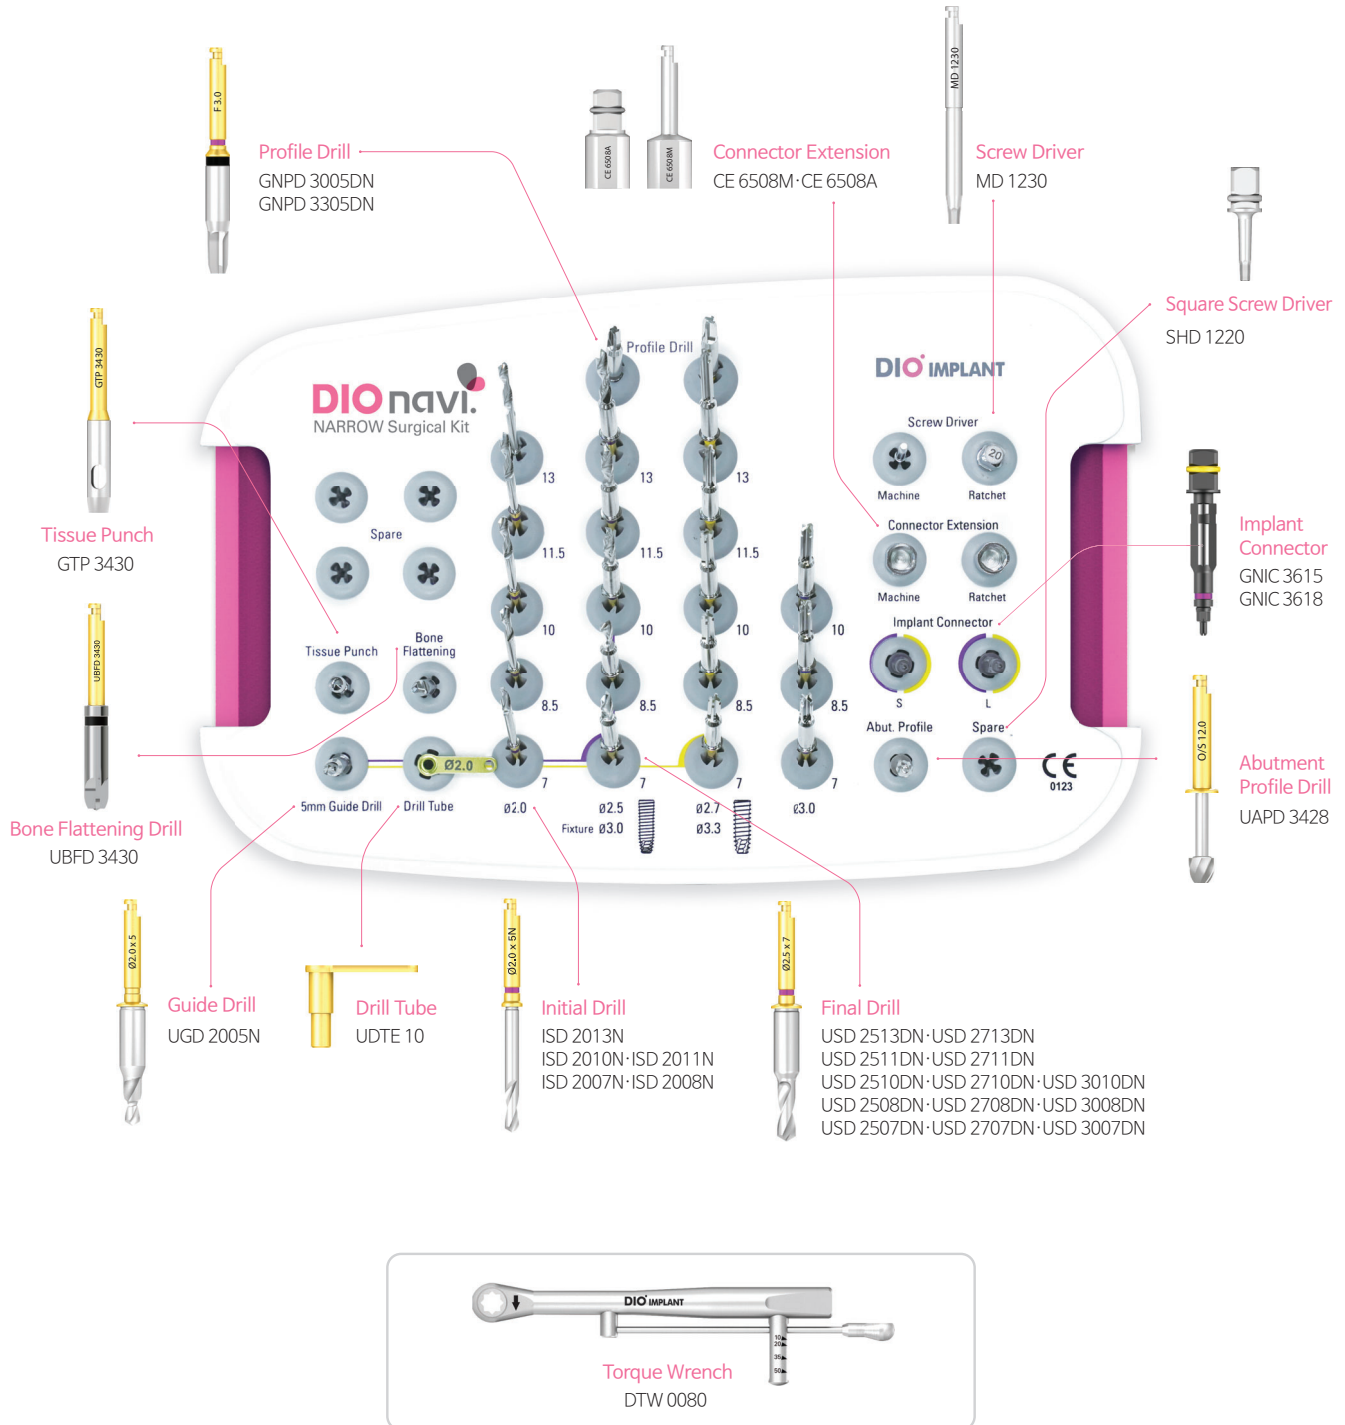 MD 1230
F 3.0
CE 6508A
CE 6508M
Profile Drill
GNPD 3005DN
GNPD 3305DN
Connector Extension
CE 6508M·CE 6508A
Screw Driver
MD 1230
Square Screw Driver
SHD 1220
GTP 3430
Tissue Punch
GTP 3430
UBFD 3430
Bone Flattening Drill
UBFD 3430
DIO navi.
NARROW Surgical Kit
Profile Drill
DIO IMPLANT
Screw Driver
20
Machine
Ratchet
Connector Extension
Machine
Ratchet
Implant Connector
S
L
Abut. Profile
Spare
CE
0123
Spare
Tissue Punch
Bone
Flattening
13
13
13
11.5
11.5
11.5
10
10
10
10
8.5
8.5
8.5
8.5
Ø2.0
7
7
7
7
5mm Guide Drill
Drill Tube
ø2.0
ø2.5
ø2.7
ø3.0
Fixture ø3.0
ø3.3
Implant
Connector
GNIC 3615
GNIC 3618
O/S 12.0
Abutment
Profile Drill
UAPD 3428
Ø2.0 x 5
Guide Drill
UGD 2005N
Drill Tube
UDTE 10
Ø2.0 x 5N
Initial Drill
ISD 2013N
ISD 2010N·ISD 2011N
ISD 2007N·ISD 2008N
Ø2.5 x 7
Final Drill
USD 2513DN·USD 2713DN
USD 2511DN·USD 2711DN
USD 2510DN·USD 2710DN·USD 3010DN
USD 2508DN·USD 2708DN·USD 3008DN
USD 2507DN·USD 2707DN·USD 3007DN
DIO IMPLANT
10
20
35
50
Torque Wrench
DTW 0080